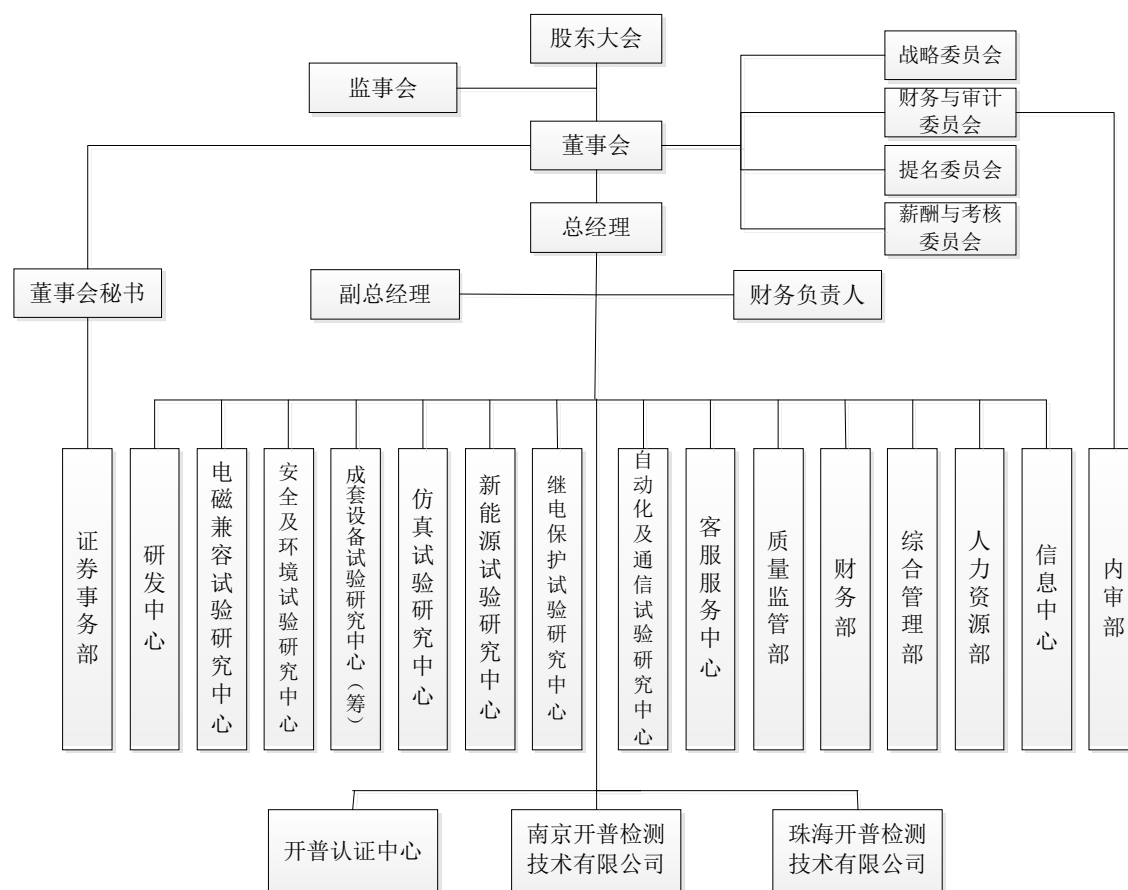 股东大会
战略委员会
监事会
财务与审计
委员会
董事会
提名委员会
总经理
薪酬与考核
委员会
董事会秘书
副总经理
财务负责人
证券事务部
研发中心
电磁兼容试验研究中心
安全及环境试验研究中心
成套设备试验研究中心（筹）
仿真试验研究中心
新能源试验研究中心
继电保护试验研究中心
自动化及通信试验研究中心
客服服务中心
质量监管部
财务部
综合管理部
人力资源部
信息中心
内审部
开普认证中心
南京开普检测
技术有限公司
珠海开普检测
技术有限公司